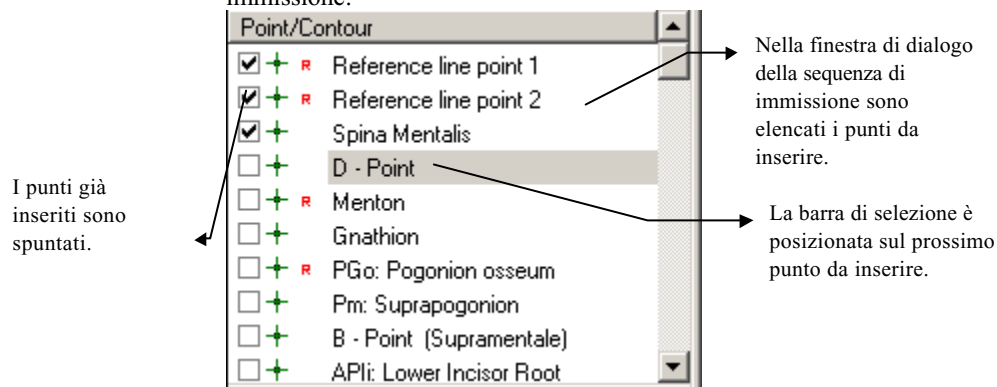 immissione.
Point/Contour
R Reference line point 1
R Reference line point 2
Spina Mentalis
D - Point
R Menton
Gnathion
R PGo: Pogonion osseum
Pm: Suprapogonion
B - Point (Supramentale)
APli: Lower Incisor Root
I punti già
inseriti sono
spuntati.
Nella finestra di dialogo
della sequenza di
immissione sono
elencati i punti da
inserire.
La barra di selezione è
posizionata sul prossimo
punto da inserire.